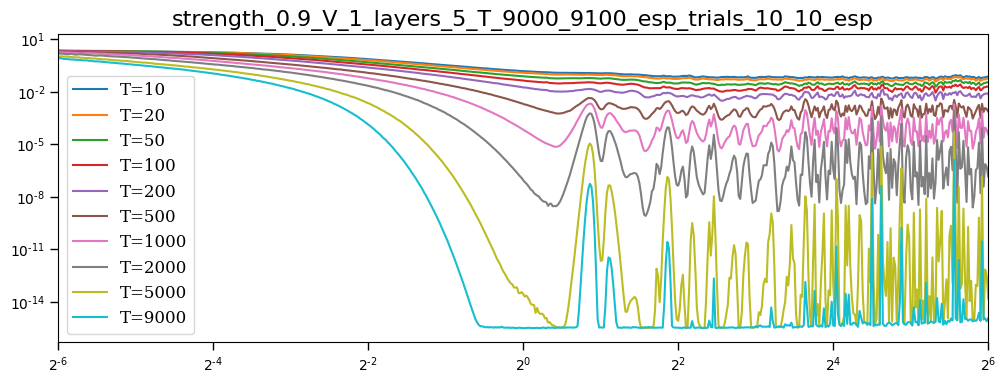 strength_0.9_V_1_layers_5_T_9000_9100_esp_trials_10_10_esp
10^1
10^-2
10^-5
10^-8
10^-11
10^-14
T=10
T=20
T=50
T=100
T=200
T=500
T=1000
T=2000
T=5000
T=9000
2^-6
2^-4
2^-2
2^0
2^2
2^4
2^6